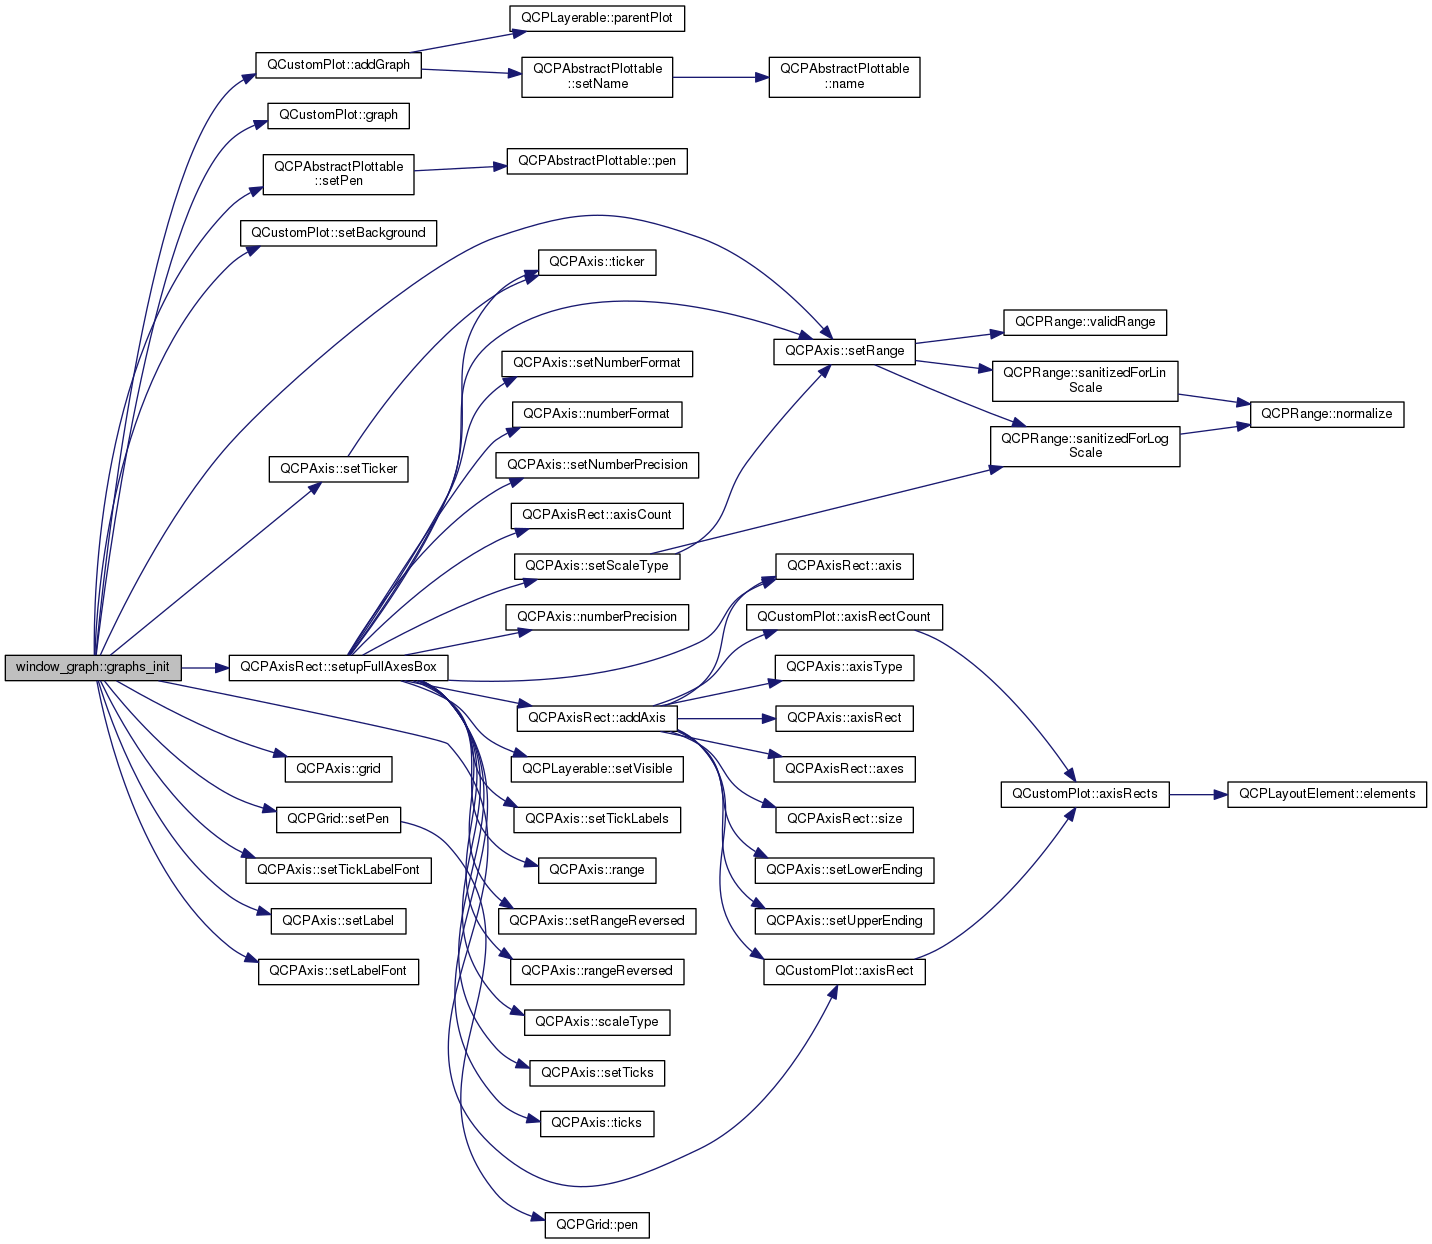 QCPLayerable::parentPlot
QCustomPlot::addGraph
QCPAbstractPlottable
::setName
QCPAbstractPlottable
::name
QCustomPlot::graph
QCPAbstractPlottable
::setPen
QCPAbstractPlottable::pen
QCustomPlot::setBackground
QCPAxis::ticker
QCPRange::validRange
QCPAxis::setRange
QCPAxis::setNumberFormat
QCPRange::sanitizedForLin
Scale
QCPAxis::numberFormat
QCPRange::normalize
QCPRange::sanitizedForLog
Scale
QCPAxis::setTicker
QCPAxis::setNumberPrecision
QCPAxisRect::axisCount
QCPAxis::setScaleType
QCPAxisRect::axis
QCPAxis::numberPrecision
QCustomPlot::axisRectCount
window_graph::graphs_init
QCPAxisRect::setupFullAxesBox
QCPAxis::axisType
QCPAxisRect::addAxis
QCPAxis::axisRect
QCPAxis::grid
QCPLayerable::setVisible
QCPAxisRect::axes
QCustomPlot::axisRects
QCPLayoutElement::elements
QCPGrid::setPen
QCPAxis::setTickLabels
QCPAxisRect::size
QCPAxis::setTickLabelFont
QCPAxis::range
QCPAxis::setLowerEnding
QCPAxis::setLabel
QCPAxis::setRangeReversed
QCPAxis::setUpperEnding
QCPAxis::setLabelFont
QCPAxis::rangeReversed
QCustomPlot::axisRect
QCPAxis::scaleType
QCPAxis::setTicks
QCPAxis::ticks
QCPGrid::pen